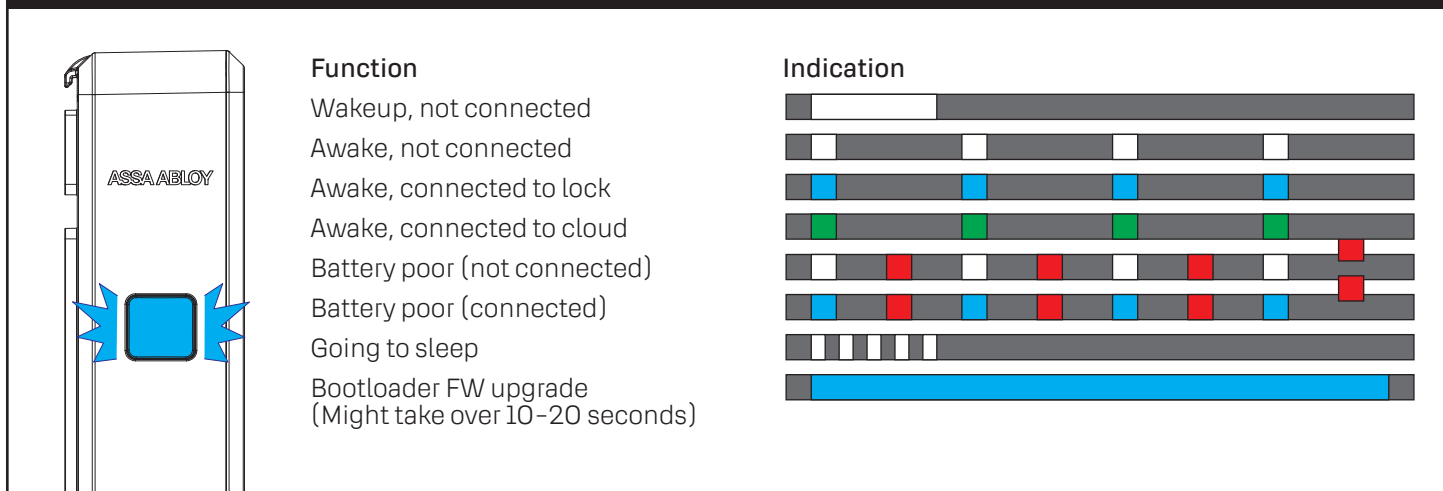 Function
Indication
Wakeup, not connected
Awake, not connected
ASSA ABLOY
Awake, connected to lock
Awake, connected to cloud
Battery poor (not connected)
Battery poor (connected)
Going to sleep
Bootloader FW upgrade
(Might take over 10-20 seconds)